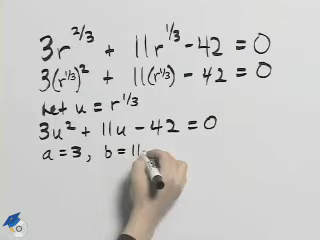 3r^{2/3} + 11r^{1/3} - 42 = 0
3(r^{1/3})^2 + 11(r^{1/3}) - 42 = 0
Let u = r^{1/3}
3u^2 + 11u - 42 = 0
a = 3, b = 11